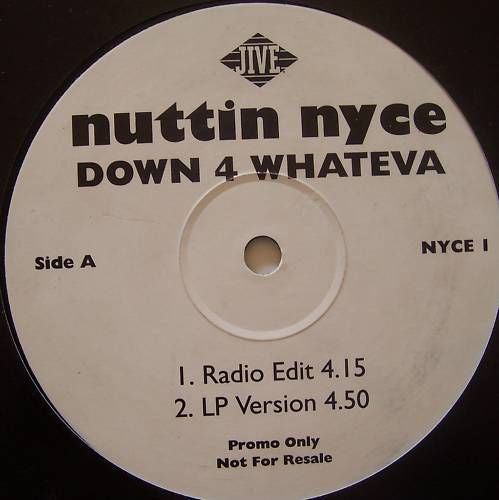 JIVE
nuttin nyce
DOWN 4 WHATEVA
Side A
NYCE 1
1. Radio Edit 4.15
2. LP Version 4.50
Promo Only
Not For Resale